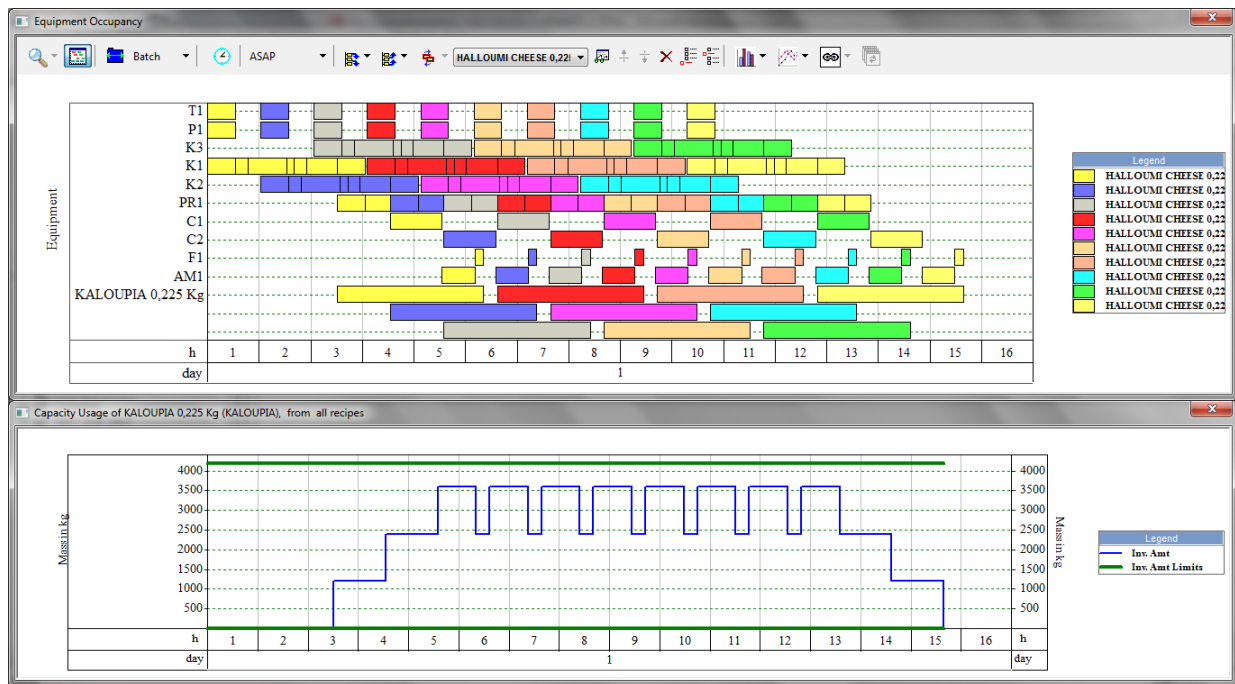 Equipment Occupancy
Batch ASAP HALLOUMI CHEESE 0,22
T1
P1
K3
K1
K2
PR1
C1
C2
F1
AM1
KALOUPIA 0,225 Kg
Equipment
h 1 2 3 4 5 6 7 8 9 10 11 12 13 14 15 16
day 1
Legend
HALLOUMI CHEESE 0,22
HALLOUMI CHEESE 0,22
HALLOUMI CHEESE 0,22
HALLOUMI CHEESE 0,22
HALLOUMI CHEESE 0,22
HALLOUMI CHEESE 0,22
HALLOUMI CHEESE 0,22
HALLOUMI CHEESE 0,22
HALLOUMI CHEESE 0,22
HALLOUMI CHEESE 0,22
Capacity Usage of KALOUPIA 0,225 Kg (KALOUPIA), from all recipes
Mass in kg
4000 4000
3500 3500
3000 3000
2500 2500
2000 2000
1500 1500
1000 1000
500 500
Mass in kg
h 1 2 3 4 5 6 7 8 9 10 11 12 13 14 15 16 h
day 1 day
Legend
Inv. Amt
Inv. Amt Limits